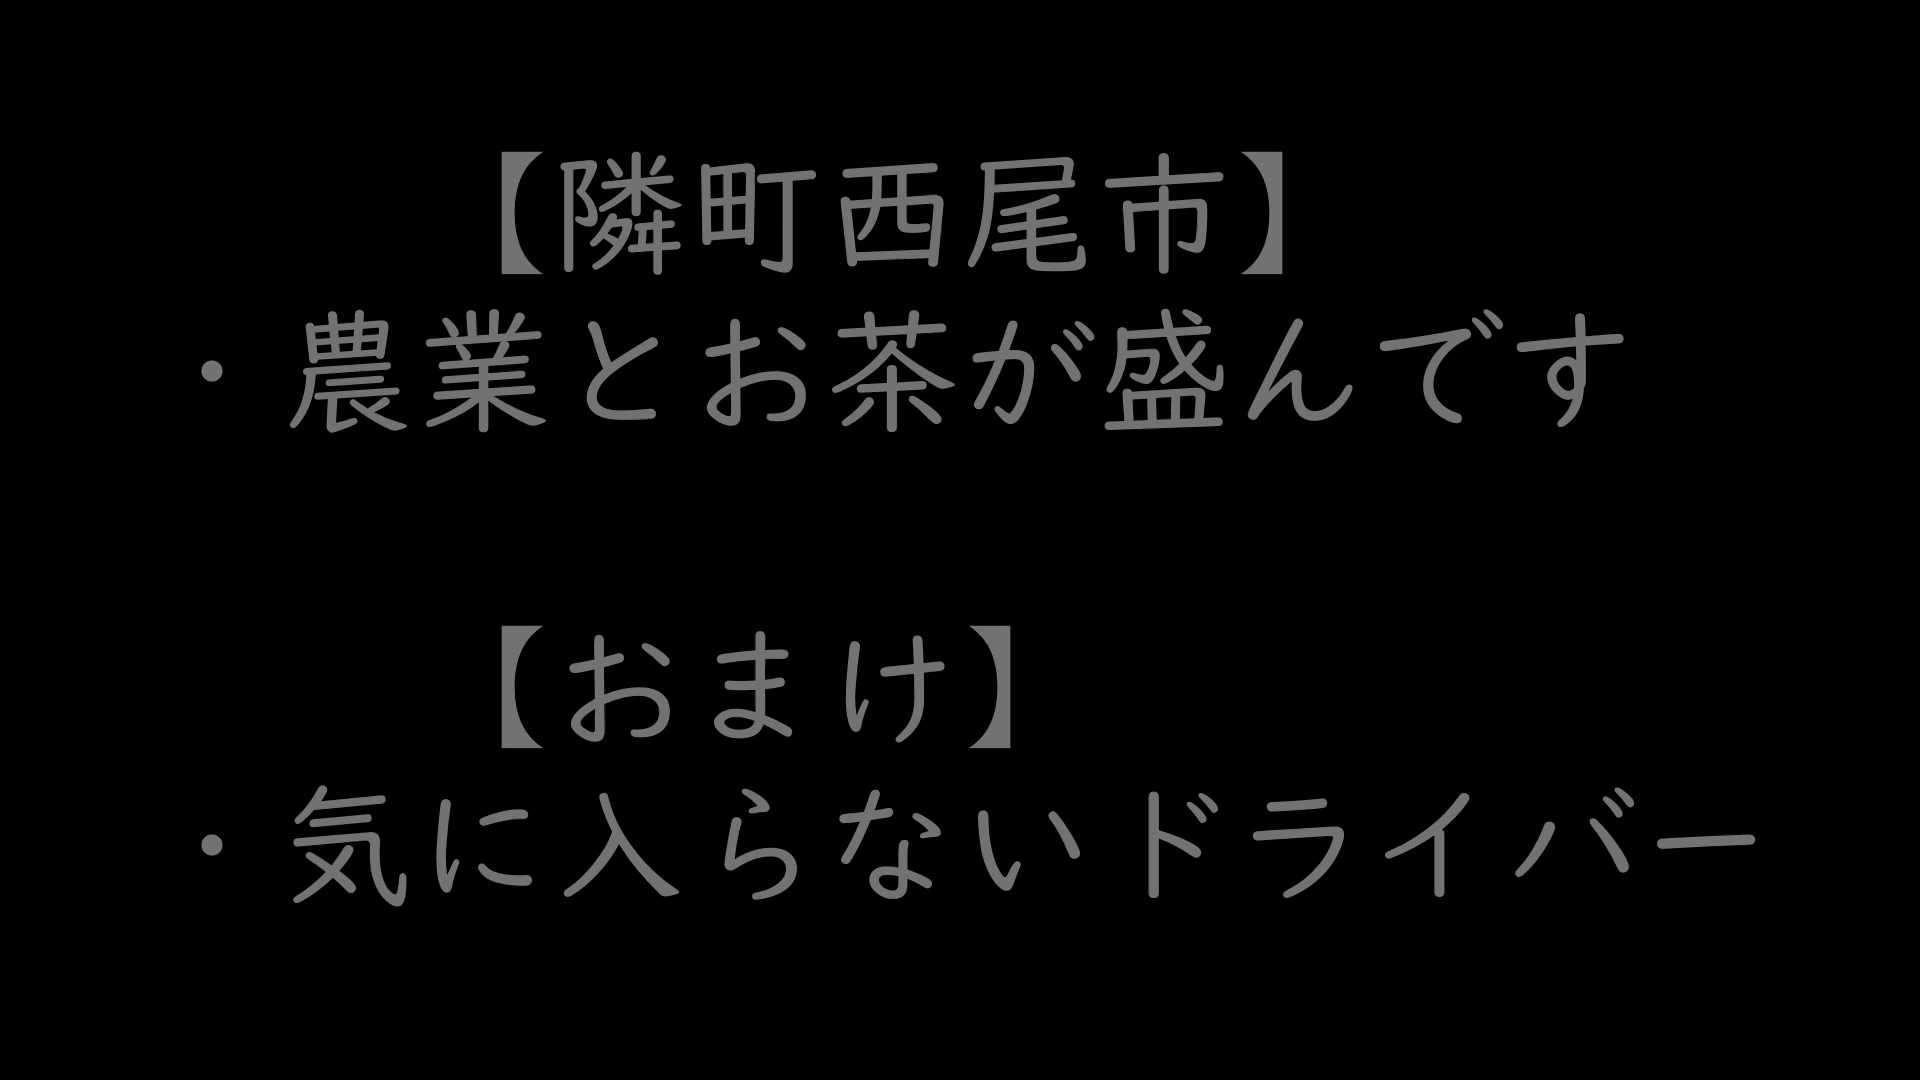 【隣町西尾市】
・農業とお茶が盛んです
【おまけ】
・気に入らないドライバー